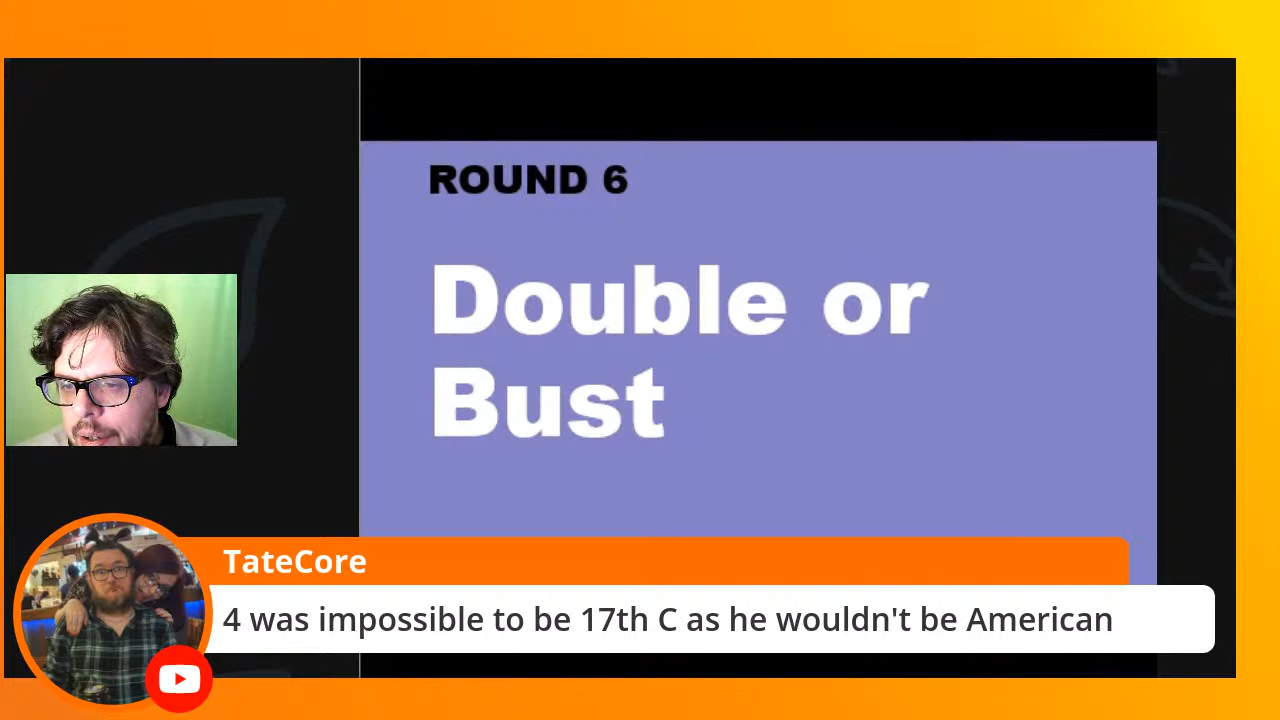 ROUND 6
Double or
Bust
TateCore
4 was impossible to be 17th C as he wouldn't be American